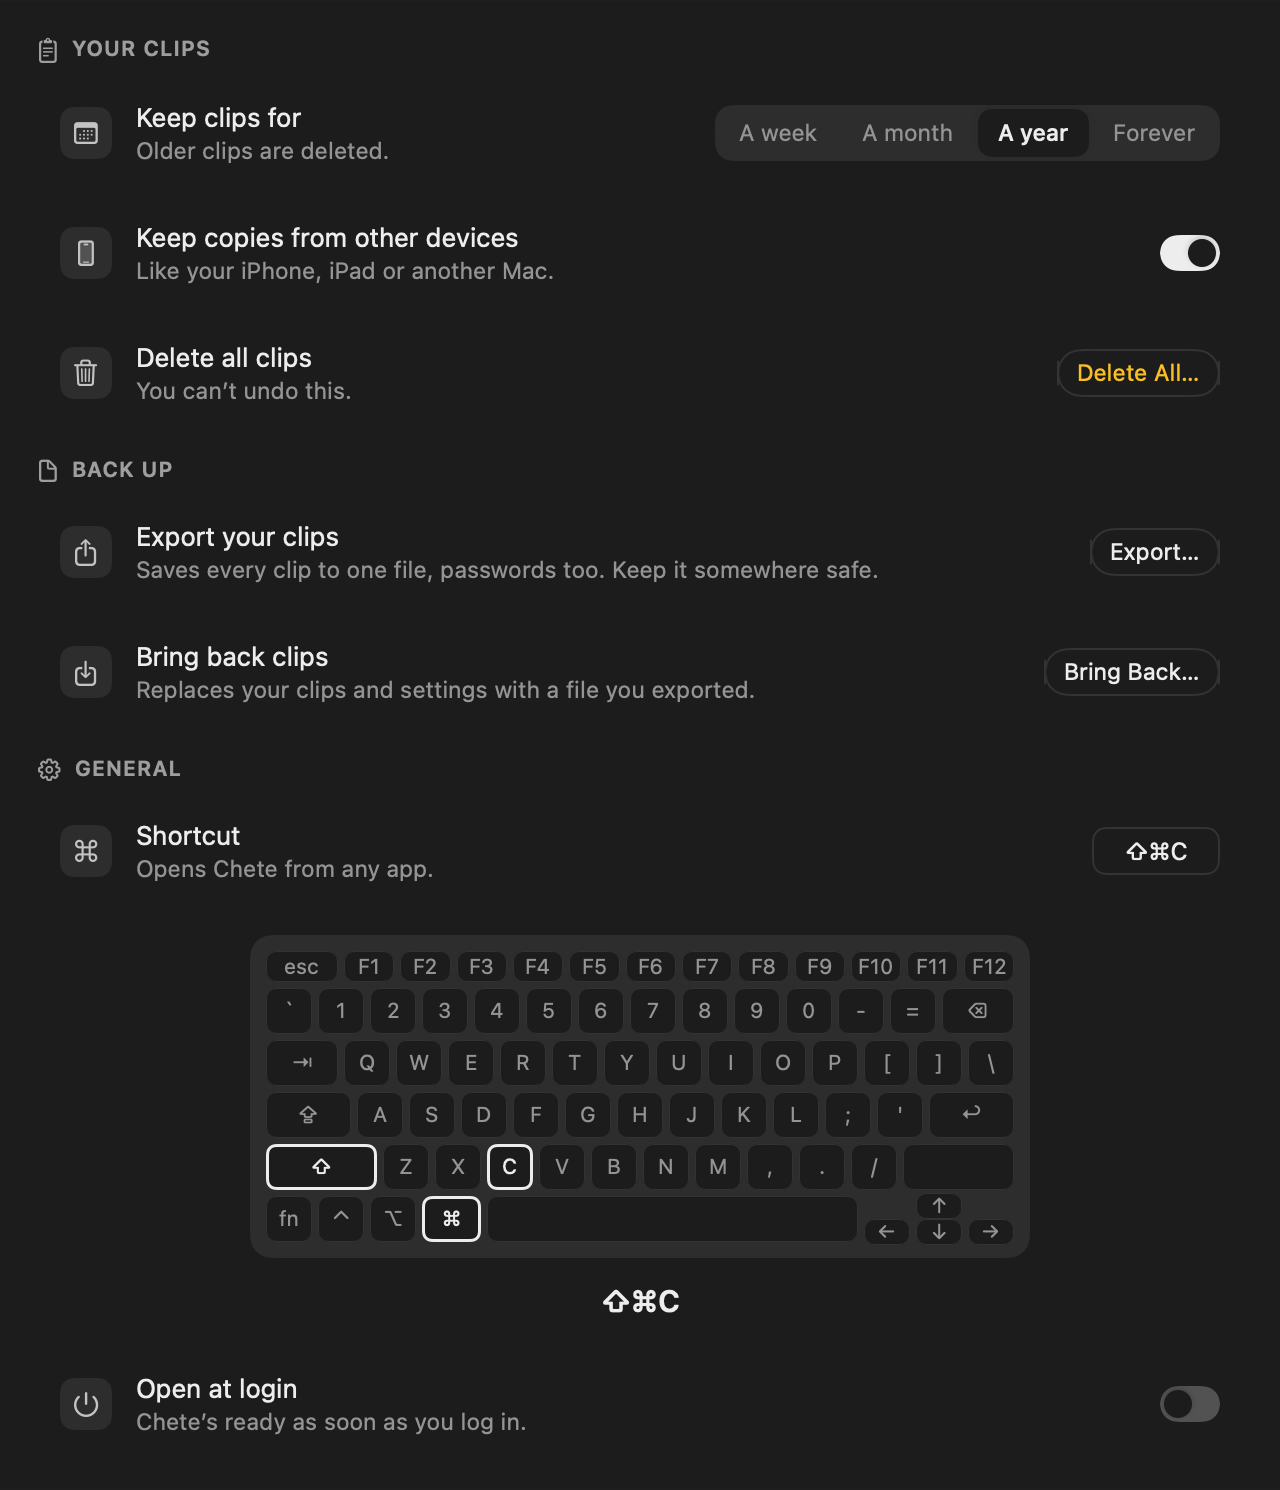 YOUR CLIPS
Keep clips for
Older clips are deleted.
A week A month A year Forever
Keep copies from other devices
Like your iPhone, iPad or another Mac.
Delete all clips
You can’t undo this.
Delete All...
BACK UP
Export your clips
Saves every clip to one file, passwords too. Keep it somewhere safe.
Export...
Bring back clips
Replaces your clips and settings with a file you exported.
Bring Back...
GENERAL
Shortcut
Opens Chete from any app.
⇧⌘C
esc F1 F2 F3 F4 F5 F6 F7 F8 F9 F10 F11 F12
` 1 2 3 4 5 6 7 8 9 0 - = ⌫
⇥ Q W E R T Y U I O P [ ] \
⇪ A S D F G H J K L ; ' ↩
⇧ Z X C V B N M , . /
fn ^ ⌥ ⌘ ← ↑ ↓ →
⇧⌘C
Open at login
Chete’s ready as soon as you log in.